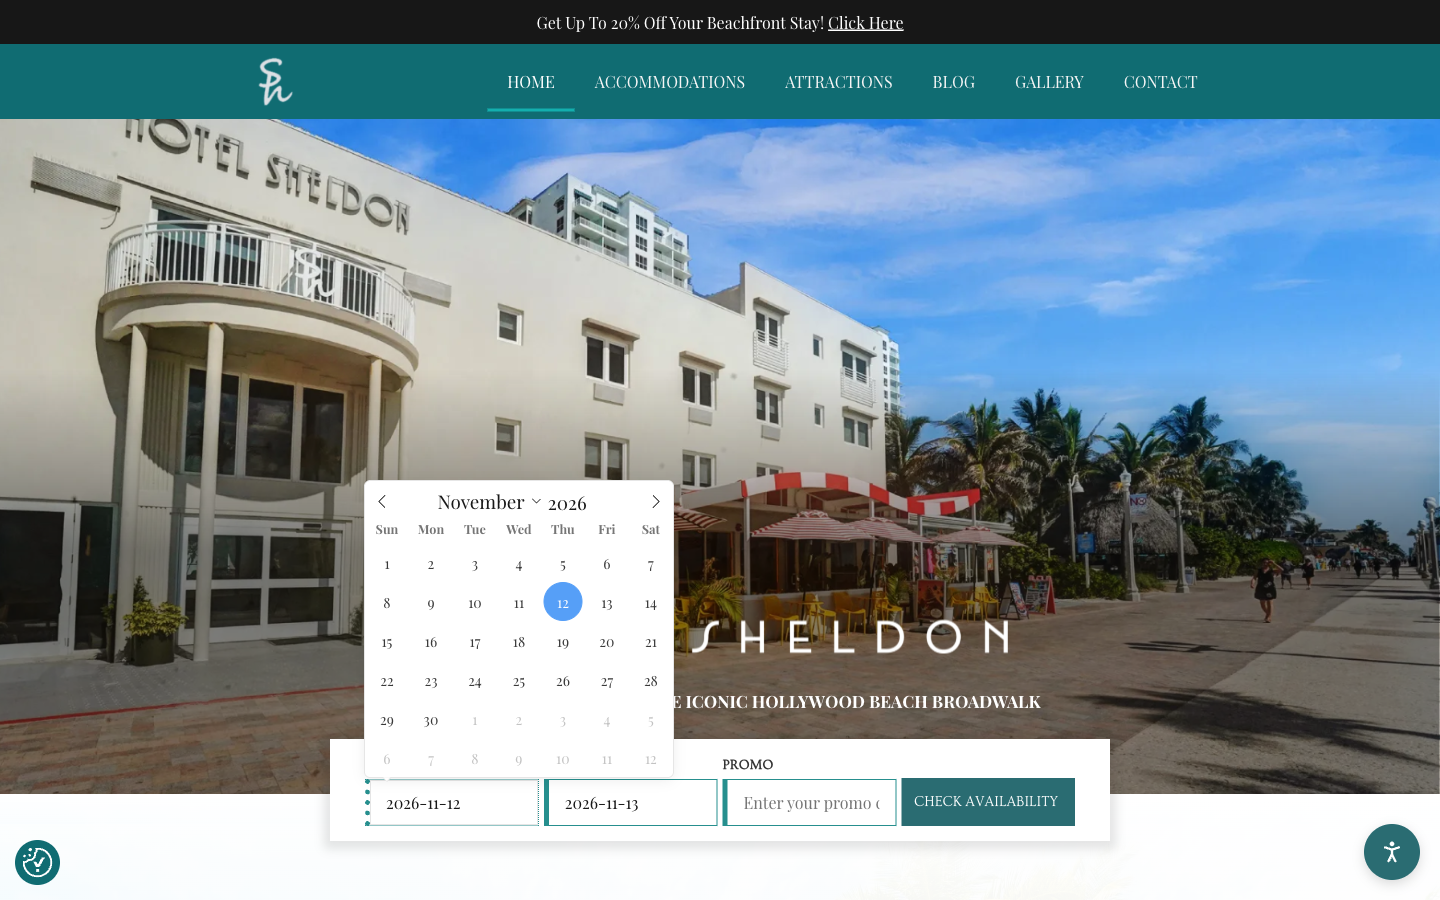 Get Up To 20% Off Your Beachfront Stay! Click Here
HOME ACCOMMODATIONS ATTRACTIONS BLOG GALLERY CONTACT
HOTEL SHELDON
November 2026
Sun Mon Tue Wed Thu Fri Sat
1 2 3 4 5 6 7
8 9 10 11 12 13 14
15 16 17 18 19 20 21
22 23 24 25 26 27 28
29 30 1 2 3 4 5
6 7 8 9 10 11 12
SHELDON
ICONIC HOLLYWOOD BEACH BROADWALK
PROMO
2026-11-12
2026-11-13
Enter your promo
CHECK AVAILABILITY